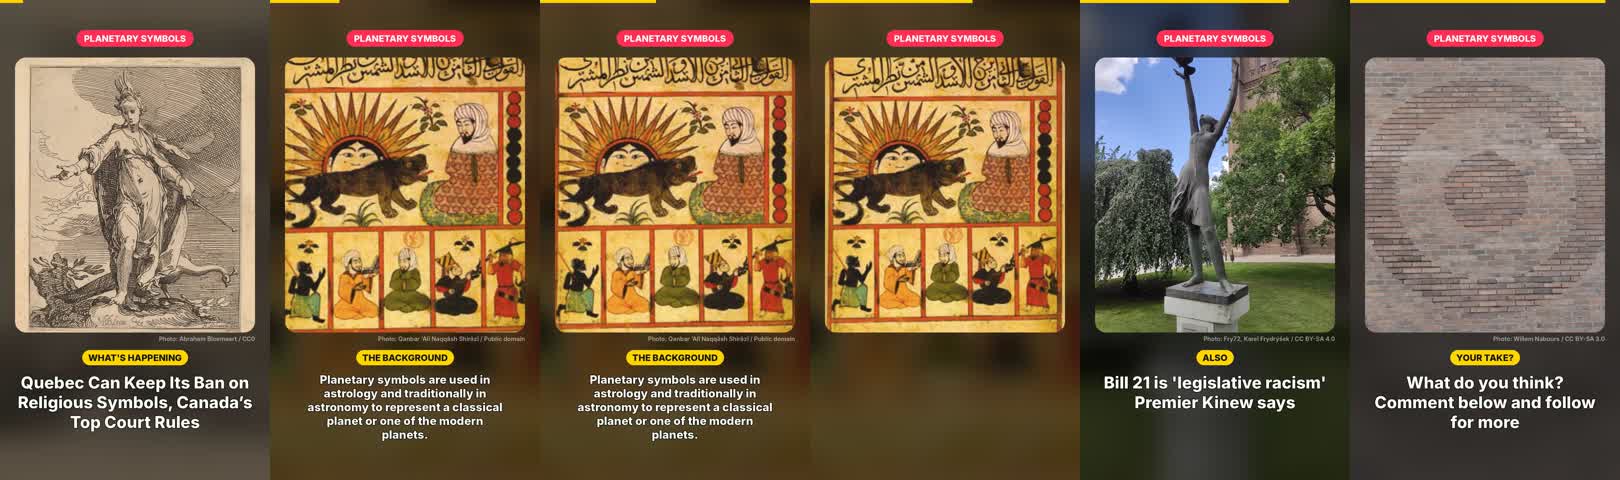 PLANETARY SYMBOLS
Photo: Abraham Bloemaert / CC0
WHAT'S HAPPENING
Quebec Can Keep Its Ban on
Religious Symbols, Canada's
Top Court Rules
PLANETARY SYMBOLS
Photo: Qanbar 'Alī Naqqāsh Shīrāzī / Public domain
THE BACKGROUND
Planetary symbols are used in
astrology and traditionally in
astronomy to represent a classical
planet or one of the modern
planets.
PLANETARY SYMBOLS
Photo: Qanbar 'Alī Naqqāsh Shīrāzī / Public domain
THE BACKGROUND
Planetary symbols are used in
astrology and traditionally in
astronomy to represent a classical
planet or one of the modern
planets.
PLANETARY SYMBOLS
PLANETARY SYMBOLS
Photo: Fry72, Karel Frydrýšek / CC BY-SA 4.0
ALSO
Bill 21 is 'legislative racism'
Premier Kinew says
PLANETARY SYMBOLS
Photo: Willem Nabuurs / CC BY-SA 3.0
YOUR TAKE?
What do you think?
Comment below and follow
for more